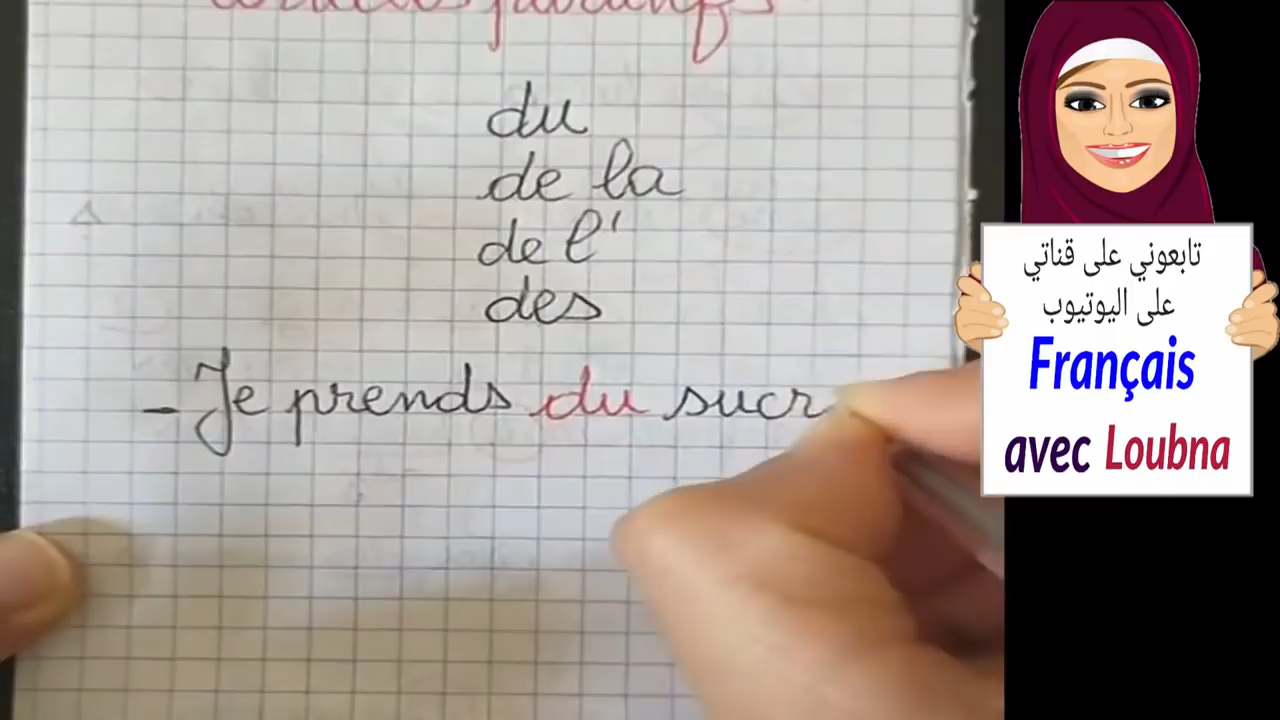 du
de la
de l'
des
- Je prends du sucr
تابعوني على قناتي
على اليوتيوب
Français
avec Loubna